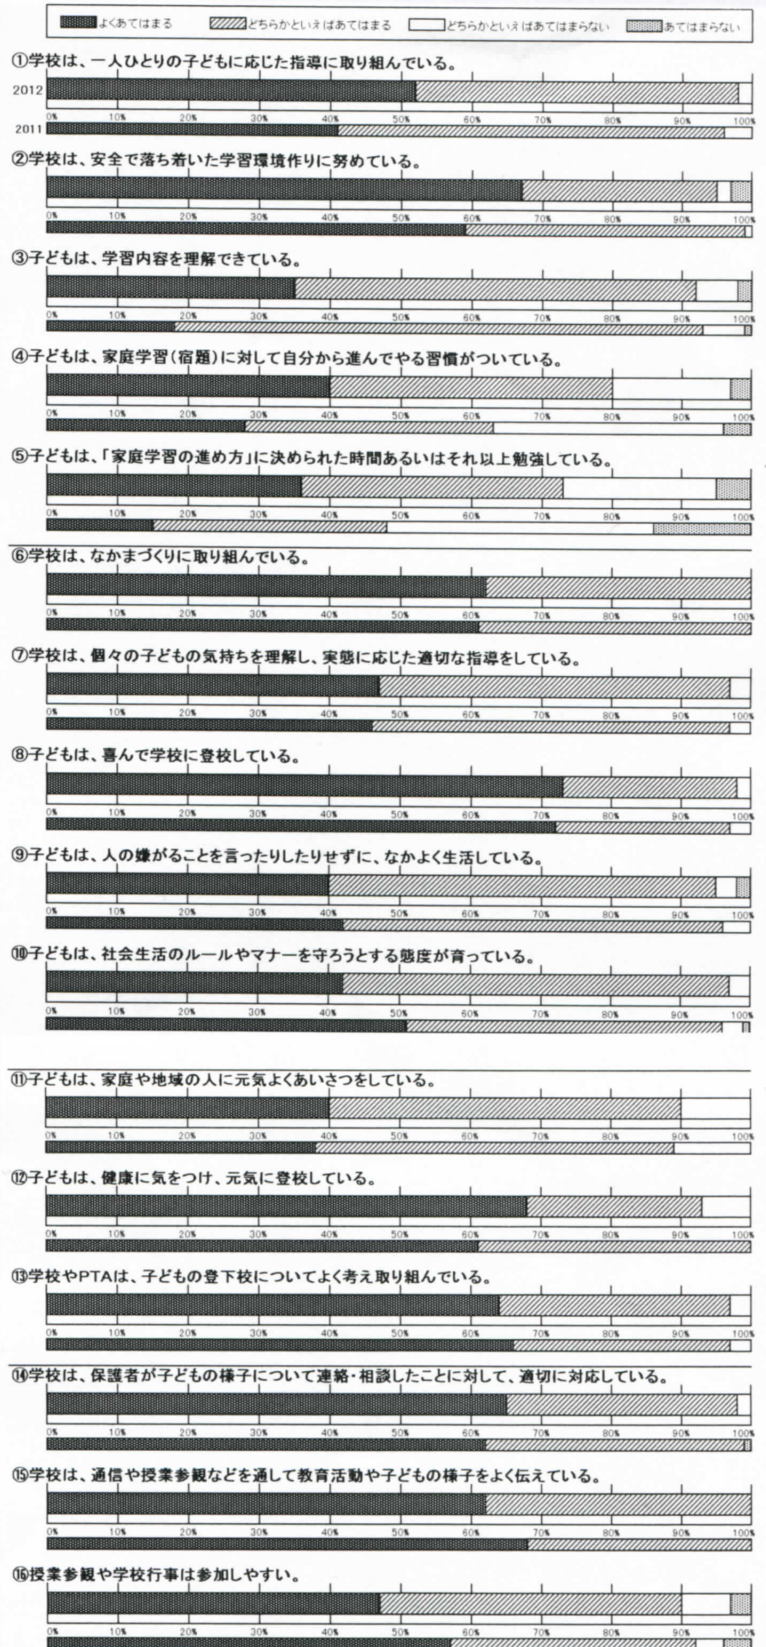 よくあてはまる どちらかといえばあてはまる どちらかといえばあてはまらない あてはまらない
①学校は、一人ひとりの子どもに応じた指導に取り組んでいる。
2012
0% 10% 20% 30% 40% 50% 60% 70% 80% 90% 100%
2011
②学校は、安全で落ち着いた学習環境作りに努めている。
0% 10% 20% 30% 40% 50% 60% 70% 80% 90% 100%
③子どもは、学習内容を理解できている。
0% 10% 20% 30% 40% 50% 60% 70% 80% 90% 100%
④子どもは、家庭学習(宿題)に対して自分から進んでやる習慣がついている。
0% 10% 20% 30% 40% 50% 60% 70% 80% 90% 100%
⑤子どもは、「家庭学習の進め方」に決められた時間あるいはそれ以上勉強している。
0% 10% 20% 30% 40% 50% 60% 70% 80% 90% 100%
⑥学校は、なかまづくりに取り組んでいる。
0% 10% 20% 30% 40% 50% 60% 70% 80% 90% 100%
⑦学校は、個々の子どもの気持ちを理解し、実態に応じた適切な指導をしている。
0% 10% 20% 30% 40% 50% 60% 70% 80% 90% 100%
⑧子どもは、喜んで学校に登校している。
0% 10% 20% 30% 40% 50% 60% 70% 80% 90% 100%
⑨子どもは、人の嫌がることを言ったりしたりせずに、なかよく生活している。
0% 10% 20% 30% 40% 50% 60% 70% 80% 90% 100%
⑩子どもは、社会生活のルールやマナーを守ろうとする態度が育っている。
0% 10% 20% 30% 40% 50% 60% 70% 80% 90% 100%
⑪子どもは、家庭や地域の人に元気よくあいさつをしている。
0% 10% 20% 30% 40% 50% 60% 70% 80% 90% 100%
⑫子どもは、健康に気をつけ、元気に登校している。
0% 10% 20% 30% 40% 50% 60% 70% 80% 90% 100%
⑬学校やPTAは、子どもの登下校についてよく考え取り組んでいる。
0% 10% 20% 30% 40% 50% 60% 70% 80% 90% 100%
⑭学校は、保護者が子どもの様子について連絡・相談したことに対して、適切に対応している。
0% 10% 20% 30% 40% 50% 60% 70% 80% 90% 100%
⑮学校は、通信や授業参観などを通して教育活動や子どもの様子をよく伝えている。
0% 10% 20% 30% 40% 50% 60% 70% 80% 90% 100%
⑯授業参観や学校行事は参加しやすい。
0% 10% 20% 30% 40% 50% 60% 70% 80% 90% 100%